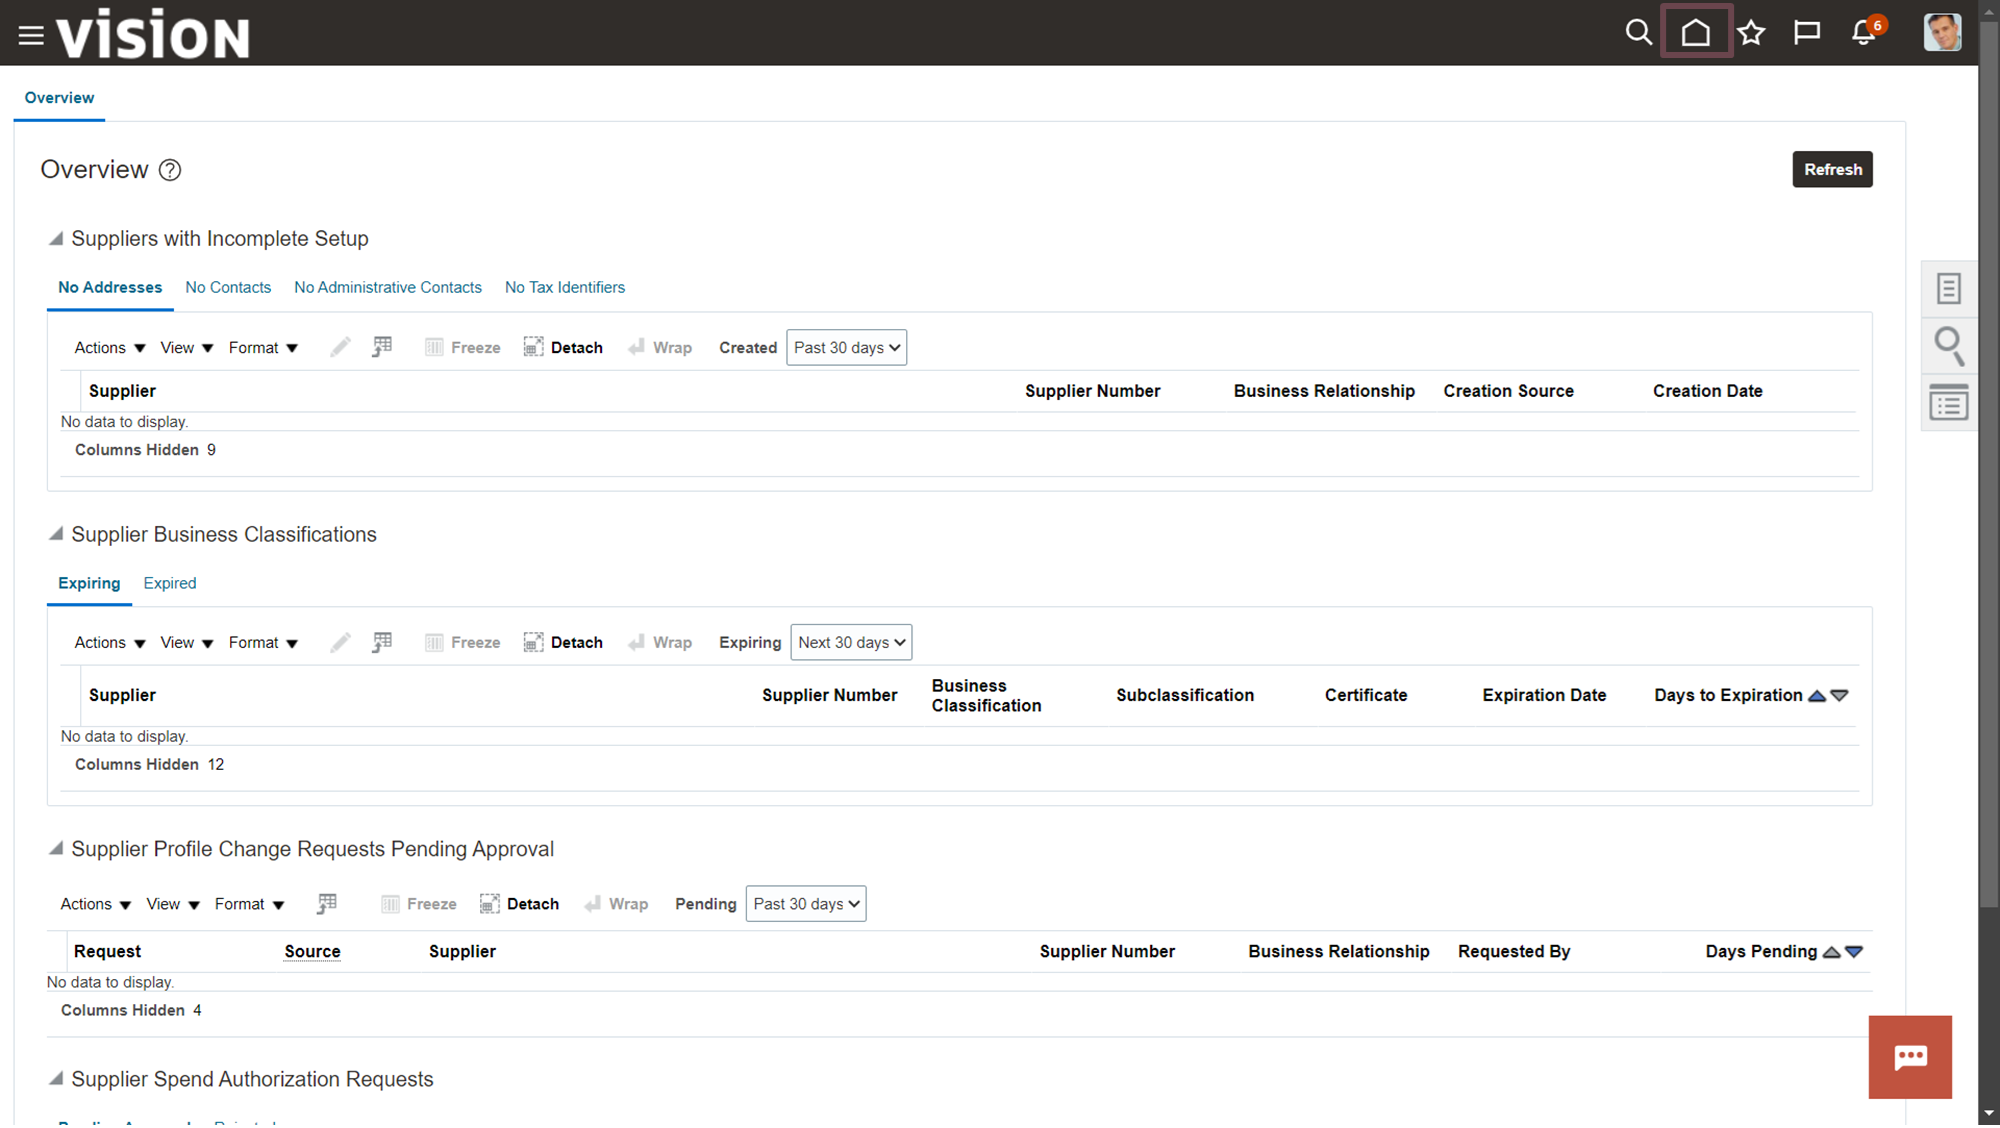 vision
6
Overview
Overview ?
Refresh
Suppliers with Incomplete Setup
No Addresses No Contacts No Administrative Contacts No Tax Identifiers
Actions View Format Freeze Detach Wrap Created Past 30 days
Supplier Supplier Number Business Relationship Creation Source Creation Date
No data to display.
Columns Hidden 9
Supplier Business Classifications
Expiring Expired
Actions View Format Freeze Detach Wrap Expiring Next 30 days
Supplier Supplier Number Business Classification Subclassification Certificate Expiration Date Days to Expiration
No data to display.
Columns Hidden 12
Supplier Profile Change Requests Pending Approval
Actions View Format Freeze Detach Wrap Pending Past 30 days
Request Source Supplier Supplier Number Business Relationship Requested By Days Pending
No data to display.
Columns Hidden 4
Supplier Spend Authorization Requests